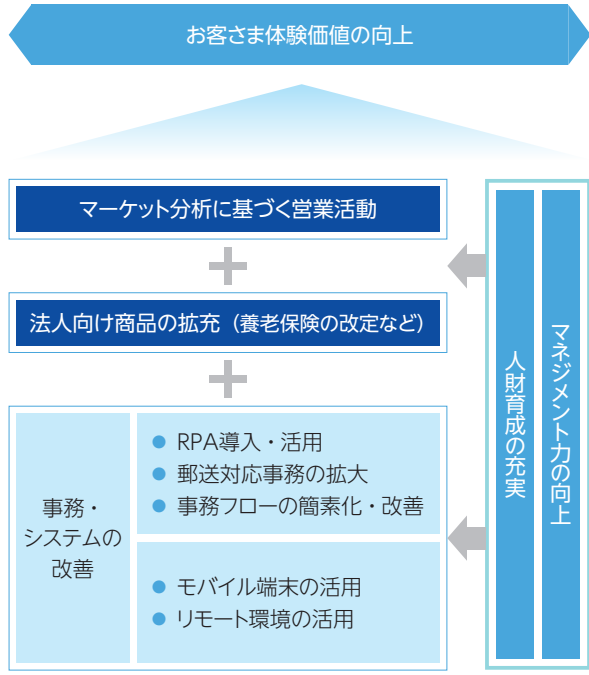 お客さま体験価値の向上
マーケット分析に基づく営業活動
＋
法人向け商品の拡充（養老保険の改定など）
＋
事務・
システムの
改善
● RPA導入・活用
● 郵送対応事務の拡大
● 事務フローの簡素化・改善
● モバイル端末の活用
● リモート環境の活用
人財育成の充実
マネジメント力の向上